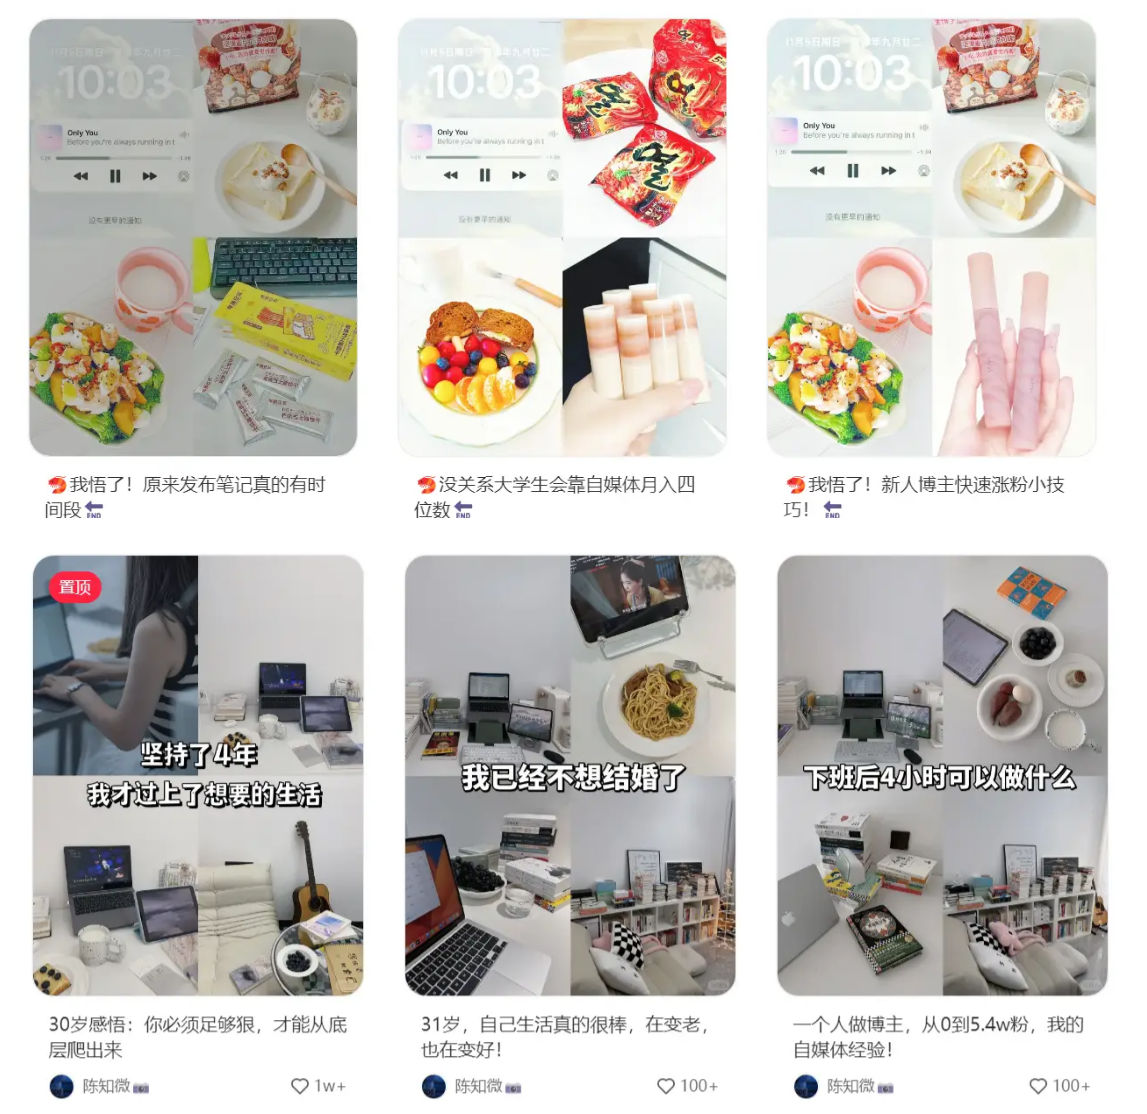 10:03
Only You
Before you're always running in t
没有更早的通知
🦐我悟了！原来发布笔记真的有时
间段🔚
10:03
Only You
Before you're always running in t
没有更早的通知
열
열
열
🦐没关系大学生会靠自媒体月入四
位数🔚
10:03
Only You
Before you're always running in t
没有更早的通知
🦐我悟了！新人博主快速涨粉小技
巧！🔚
置顶
坚持了4年
我才过上了想要的生活
30岁感悟：你必须足够狠，才能从底
层爬出来
陈知微📷
1w+
我已经不想结婚了
31岁，自己生活真的很棒，在变老，
也在变好！
陈知微📷
100+
下班后4小时可以做什么
一个人做博主，从0到5.4w粉，我的
自媒体经验！
陈知微📷
100+